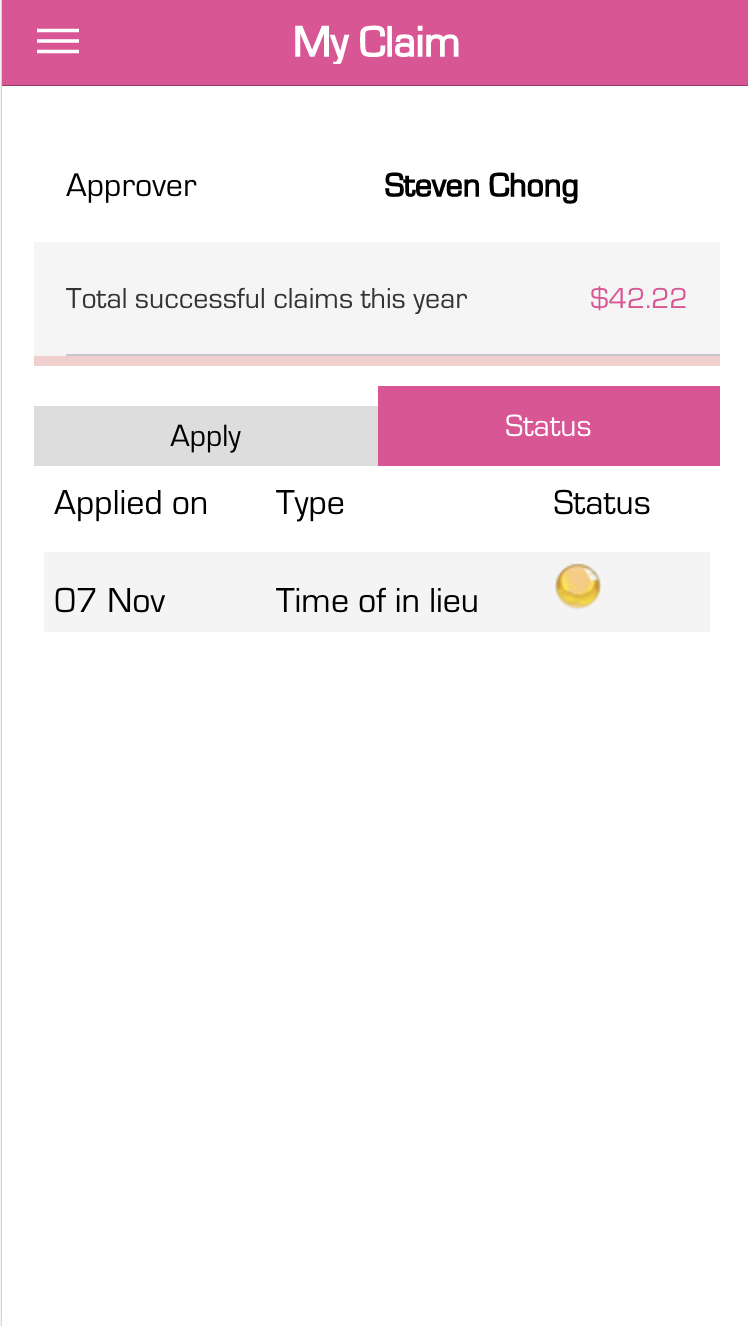 My Claim
Approver Steven Chong
Total successful claims this year $42.22
Apply Status
Applied on Type Status
07 Nov Time of in lieu